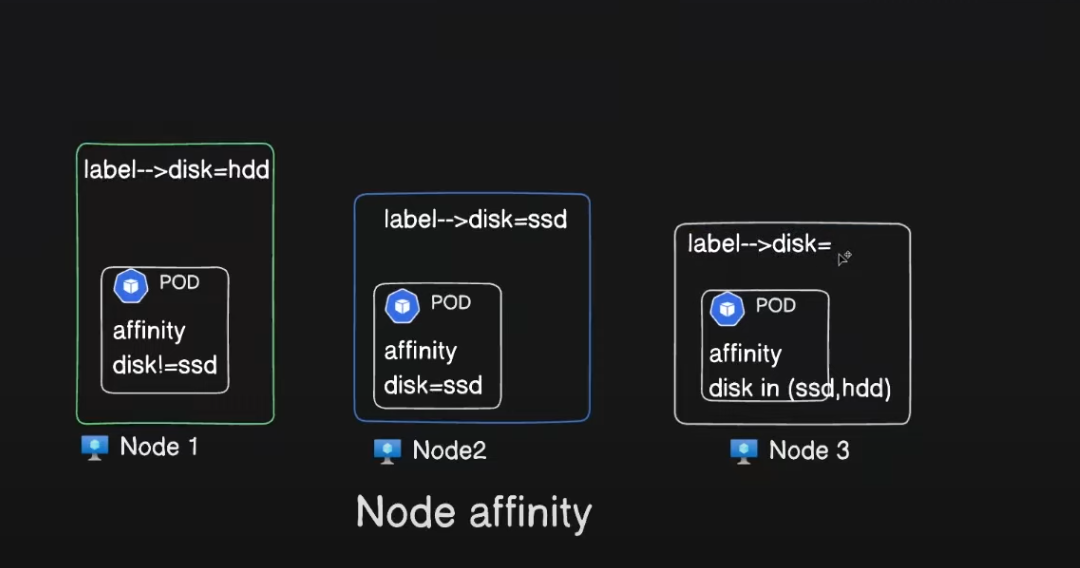 label-->disk=hdd
POD
affinity
disk!=ssd
Node 1
label-->disk=ssd
POD
affinity
disk=ssd
Node2
label-->disk=
POD
affinity
disk in (ssd,hdd)
Node 3
Node affinity